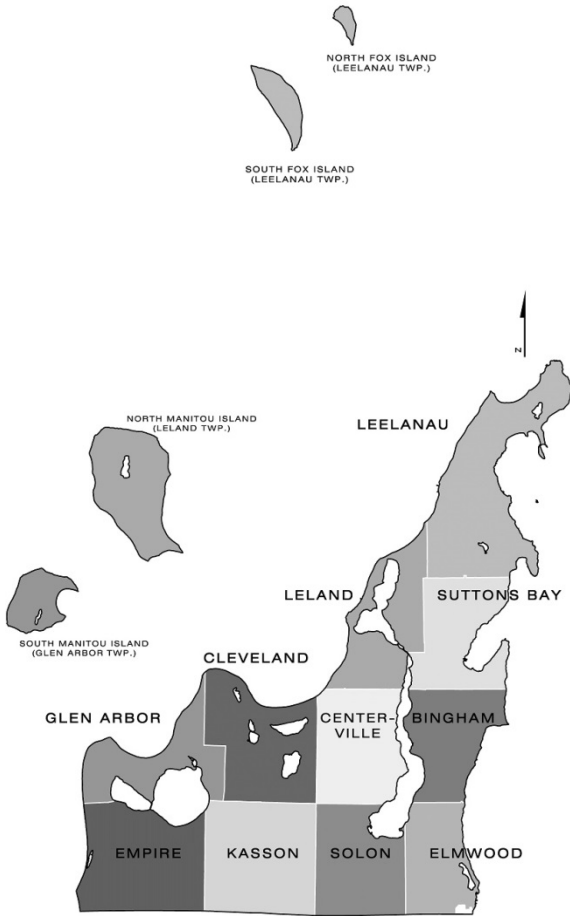 NORTH FOX ISLAND
(LEELANAU TWP.)
SOUTH FOX ISLAND
(LEELANAU TWP.)
N
NORTH MANITOU ISLAND
(LELAND TWP.)
LEELANAU
LELAND
SUTTONS BAY
SOUTH MANITOU ISLAND
(GLEN ARBOR TWP.)
CLEVELAND
GLEN ARBOR
CENTER-
VILLE
BINGHAM
EMPIRE
KASSON
SOLON
ELMWOOD